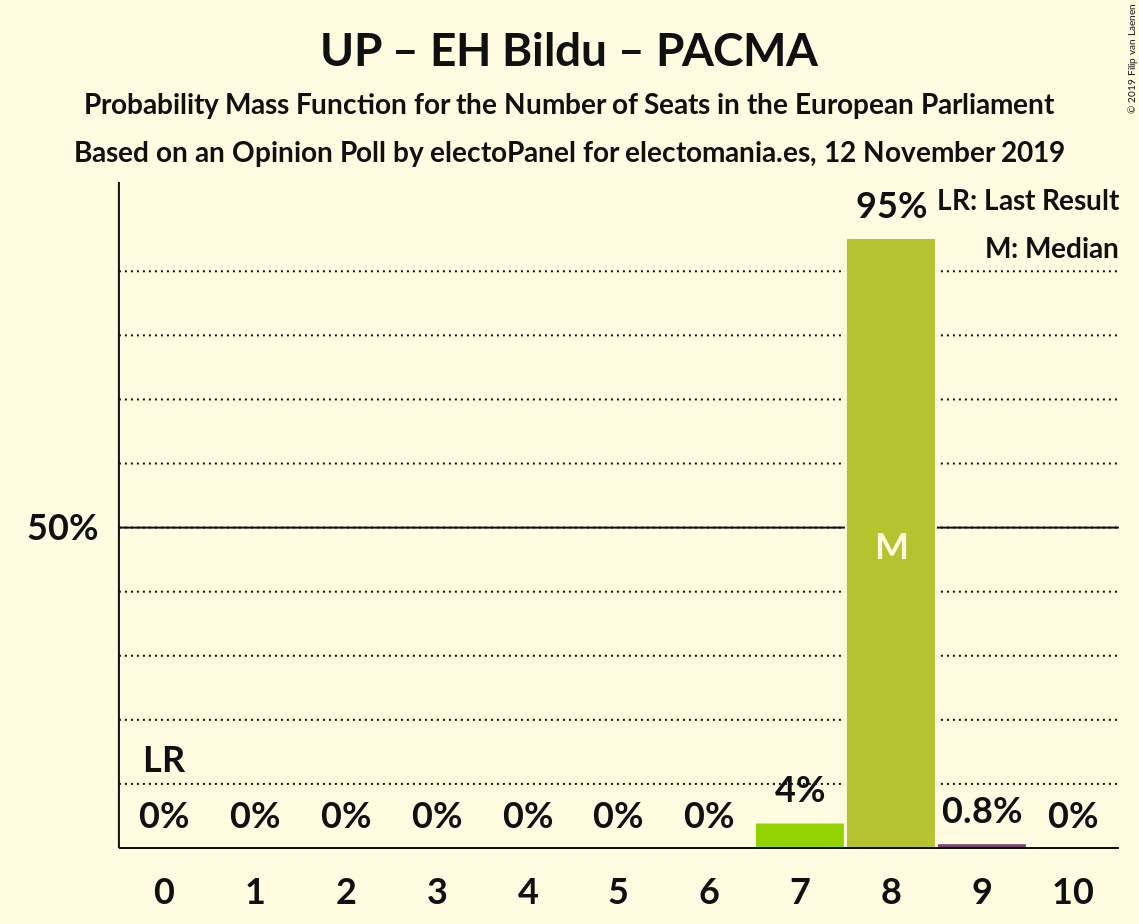 UP – EH Bildu – PACMA
Probability Mass Function for the Number of Seats in the European Parliament
Based on an Opinion Poll by electoPanel for electomania.es, 12 November 2019
© 2019 Filip van Laenen
LR: Last Result
M: Median
95%
50%
M
LR
0% 0% 0% 0% 0% 0% 0% 4% 0.8% 0%
0 1 2 3 4 5 6 7 8 9 10